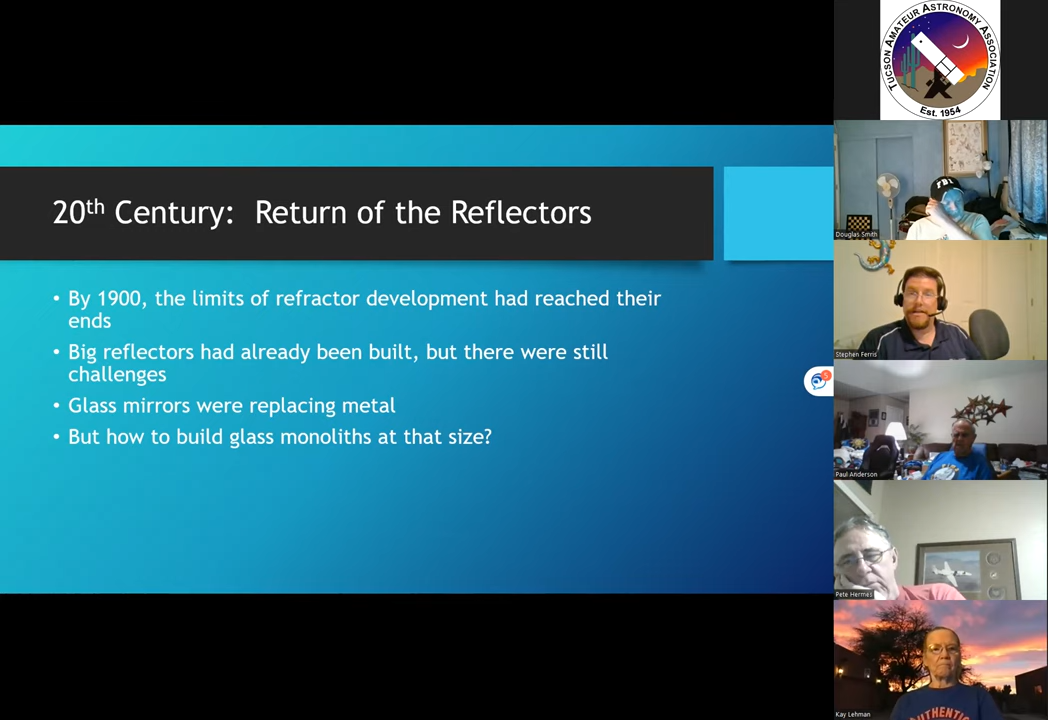 20th Century: Return of the Reflectors
• By 1900, the limits of refractor development had reached their
ends
• Big reflectors had already been built, but there were still
challenges
• Glass mirrors were replacing metal
• But how to build glass monoliths at that size?
TUCSON AMATEUR ASTRONOMY ASSOCIATION
Est. 1954
FBI
Douglas Smith
Stephen Ferris
5
Paul Anderson
Pete Hermes
AUTHENTIC
Kay Lehman